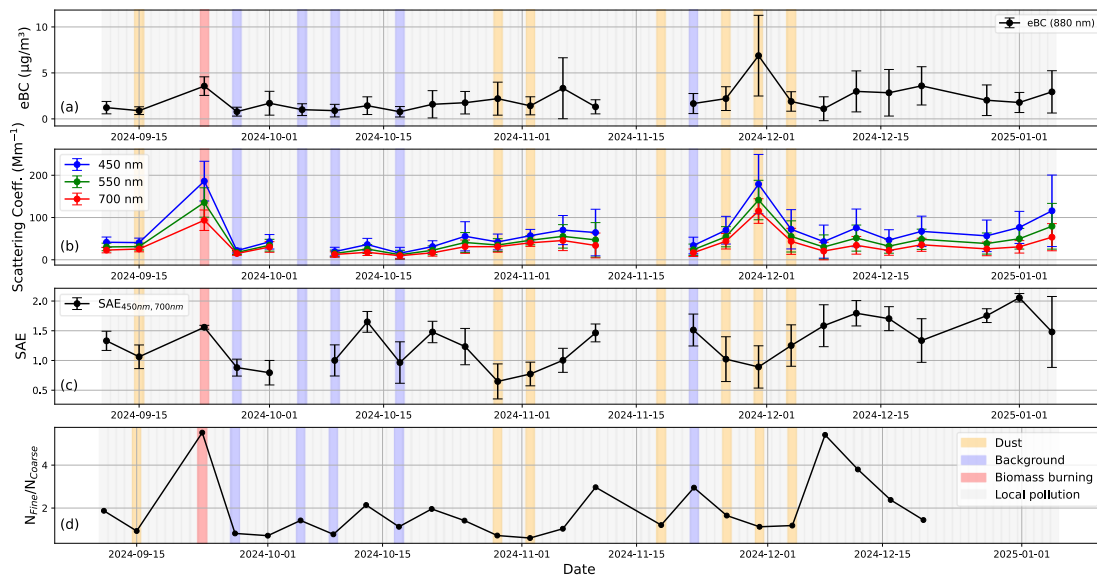 10
5
0
eBC (µg/m³)
(a)
eBC (880 nm)
2024-09-15
2024-10-01
2024-10-15
2024-11-01
2024-11-15
2024-12-01
2024-12-15
2025-01-01
200
100
0
Scattering Coeff. (Mm⁻¹)
(b)
450 nm
550 nm
700 nm
2024-09-15
2024-10-01
2024-10-15
2024-11-01
2024-11-15
2024-12-01
2024-12-15
2025-01-01
2.0
1.5
1.0
0.5
SAE
(c)
SAE450nm, 700nm
2024-09-15
2024-10-01
2024-10-15
2024-11-01
2024-11-15
2024-12-01
2024-12-15
2025-01-01
4
2
NFine/NCoarse
(d)
Dust
Background
Biomass burning
Local pollution
2024-09-15
2024-10-01
2024-10-15
2024-11-01
2024-11-15
2024-12-01
2024-12-15
2025-01-01
Date